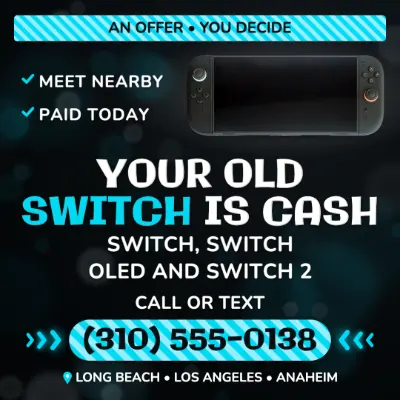 AN OFFER • YOU DECIDE
MEET NEARBY
PAID TODAY
YOUR OLD
SWITCH IS CASH
SWITCH, SWITCH
OLED AND SWITCH 2
CALL OR TEXT
(310) 555-0138
LONG BEACH • LOS ANGELES • ANAHEIM